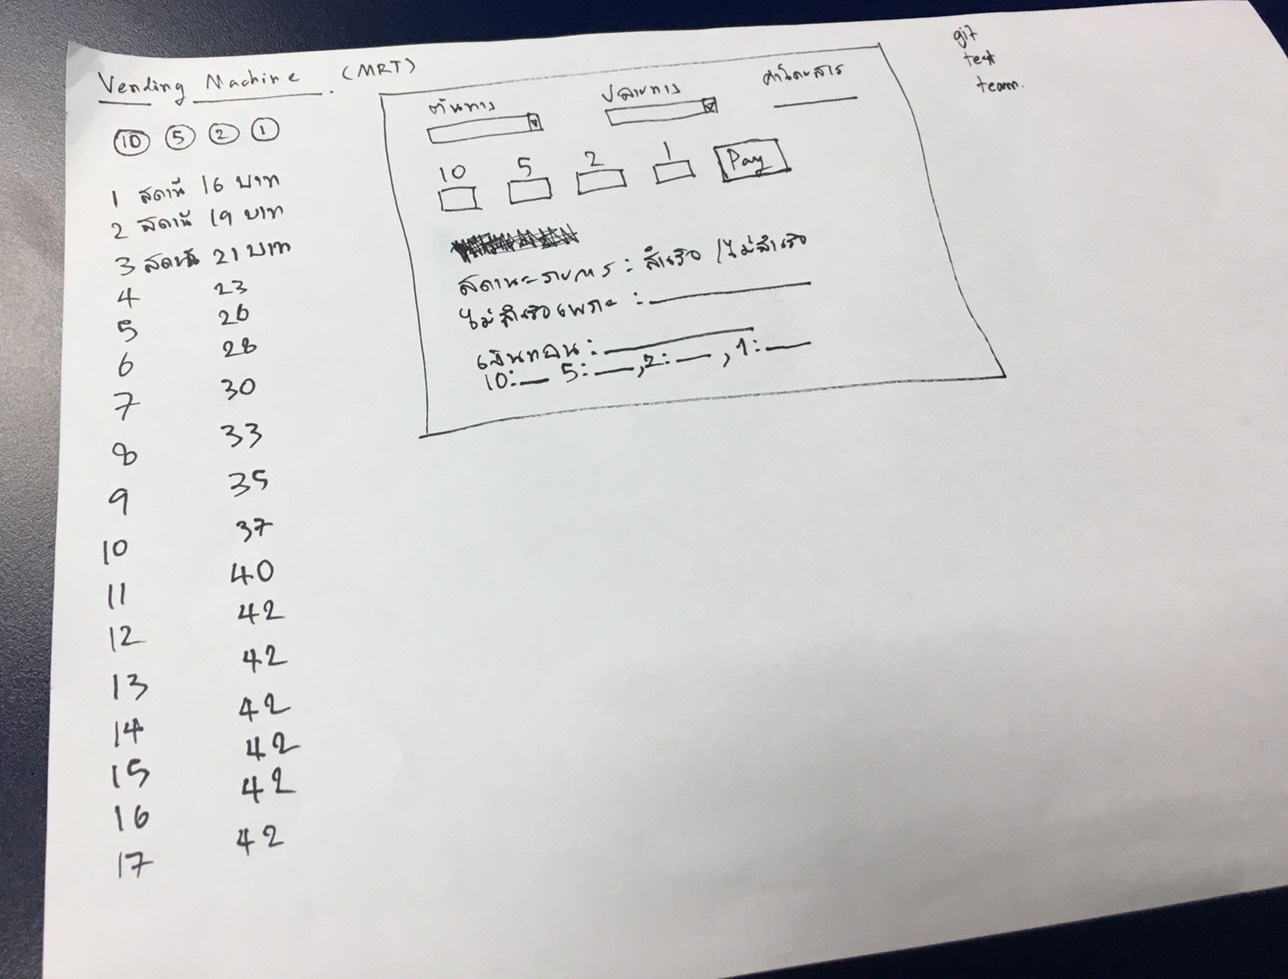 Vending Machine (MRT)
10 5 2 1
1 สถานี 16 บาท
2 สถานี 19 บาท
3 สถานี 21 บาท
4 23
5 26
6 28
7 30
8 33
9 35
10 37
11 40
12 42
13 42
14 42
15 42
16 42
17 42
ต้นทาง ปลายทาง ค่าโดยสาร
10 5 2 1 Pay
สถานะรายการ : สำเร็จ / ไม่สำเร็จ
ไม่สำเร็จเพราะ :
เงินทอน :
10: 5: , 2: , 1:
git
test
team.